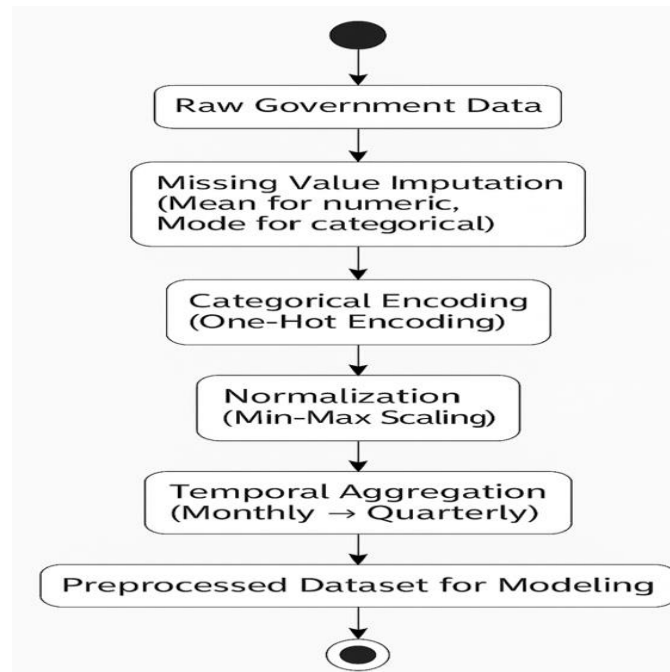 Raw Government Data
Missing Value Imputation
(Mean for numeric,
Mode for categorical)
Categorical Encoding
(One-Hot Encoding)
Normalization
(Min-Max Scaling)
Temporal Aggregation
(Monthly → Quarterly)
Preprocessed Dataset for Modeling